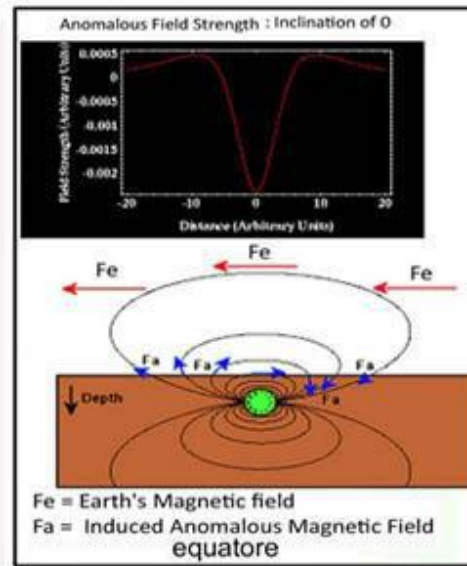 Anomalous Field Strength : Inclination of 0
Field Strength (Arbitrary Units)
0.0005
0
-0.0005
-0.001
-0.0015
-0.002
-20
-10
0
10
20
Distance (Arbitrary Units)
Fe
Fe
Fe
Fa
Fa
Fa
Fa
Depth
Fe = Earth's Magnetic field
Fa = Induced Anomalous Magnetic Field
equatore